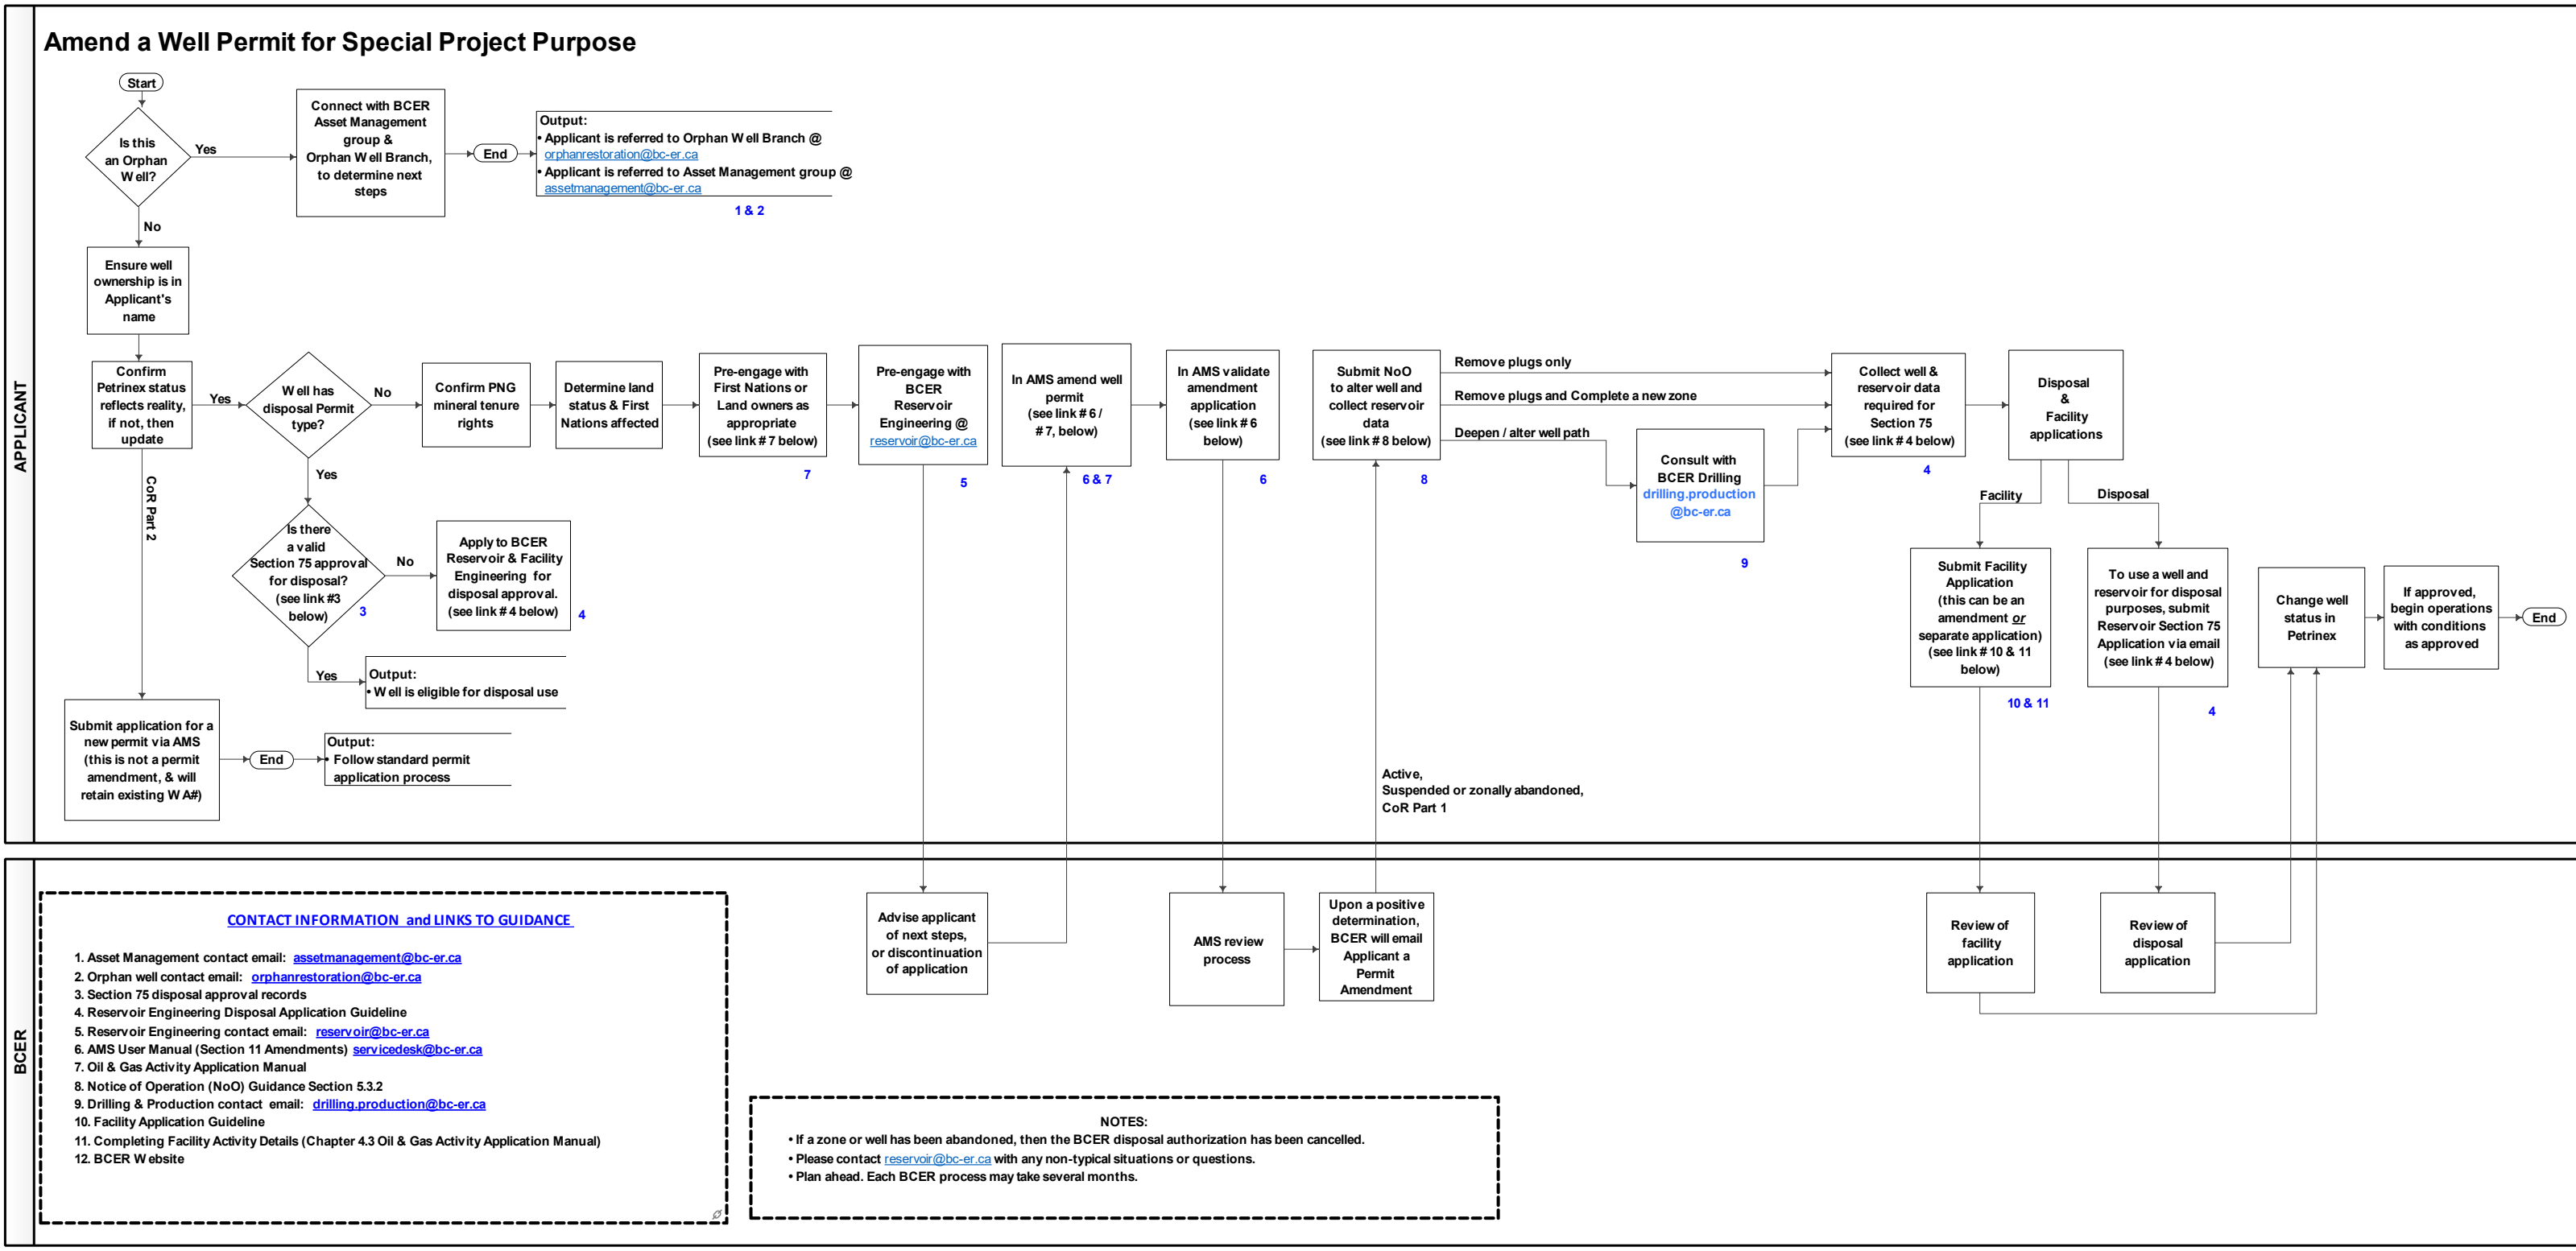 Amend a Well Permit for Special Project Purpose
APPLICANT
Start
Is this
an Orphan
Well?
Yes
Connect with BCER
Asset Management
group &
Orphan Well Branch,
to determine next
steps
End
Output:
• Applicant is referred to Orphan Well Branch @
orphanrestoration@bc-er.ca
• Applicant is referred to Asset Management group @
assetmanagement@bc-er.ca
1 & 2
No
Ensure well
ownership is in
Applicant's
name
Confirm
Petrinex status
reflects reality,
if not, then
update
Yes
Well has
disposal Permit
type?
No
Confirm PNG
mineral tenure
rights
Determine land
status & First
Nations affected
Pre-engage with
First Nations or
Land owners as
appropriate
(see link # 7 below)
7
Pre-engage with
BCER
Reservoir
Engineering @
reservoir@bc-er.ca
5
In AMS amend well
permit
(see link # 6 /
# 7, below)
6 & 7
In AMS validate
amendment
application
(see link # 6
below)
6
Submit NoO
to alter well and
collect reservoir
data
(see link # 8 below)
8
Remove plugs only
Remove plugs and Complete a new zone
Deepen / alter well path
Consult with
BCER Drilling
drilling.production
@bc-er.ca
9
Collect well &
reservoir data
required for
Section 75
(see link # 4 below)
4
Disposal
&
Facility
applications
Facility
Disposal
Yes
CoR Part 2
Is there
a valid
Section 75 approval
for disposal?
(see link #3
below)
3
No
Apply to BCER
Reservoir & Facility
Engineering for
disposal approval.
(see link # 4 below)
4
Yes
Output:
• Well is eligible for disposal use
Submit application for a
new permit via AMS
(this is not a permit
amendment, & will
retain existing WA#)
End
Output:
• Follow standard permit
application process
Active,
Suspended or zonally abandoned,
CoR Part 1
Submit Facility
Application
(this can be an
amendment or
separate application)
(see link # 10 & 11
below)
10 & 11
To use a well and
reservoir for disposal
purposes, submit
Reservoir Section 75
Application via email
(see link # 4 below)
4
Change well
status in
Petrinex
If approved,
begin operations
with conditions
as approved
End
BCER
CONTACT INFORMATION and LINKS TO GUIDANCE
1. Asset Management contact email: assetmanagement@bc-er.ca
2. Orphan well contact email: orphanrestoration@bc-er.ca
3. Section 75 disposal approval records
4. Reservoir Engineering Disposal Application Guideline
5. Reservoir Engineering contact email: reservoir@bc-er.ca
6. AMS User Manual (Section 11 Amendments) servicedesk@bc-er.ca
7. Oil & Gas Activity Application Manual
8. Notice of Operation (NoO) Guidance Section 5.3.2
9. Drilling & Production contact email: drilling.production@bc-er.ca
10. Facility Application Guideline
11. Completing Facility Activity Details (Chapter 4.3 Oil & Gas Activity Application Manual)
12. BCER Website
Advise applicant
of next steps,
or discontinuation
of application
AMS review
process
Upon a positive
determination,
BCER will email
Applicant a
Permit
Amendment
Review of
facility
application
Review of
disposal
application
NOTES:
• If a zone or well has been abandoned, then the BCER disposal authorization has been cancelled.
• Please contact reservoir@bc-er.ca with any non-typical situations or questions.
• Plan ahead. Each BCER process may take several months.